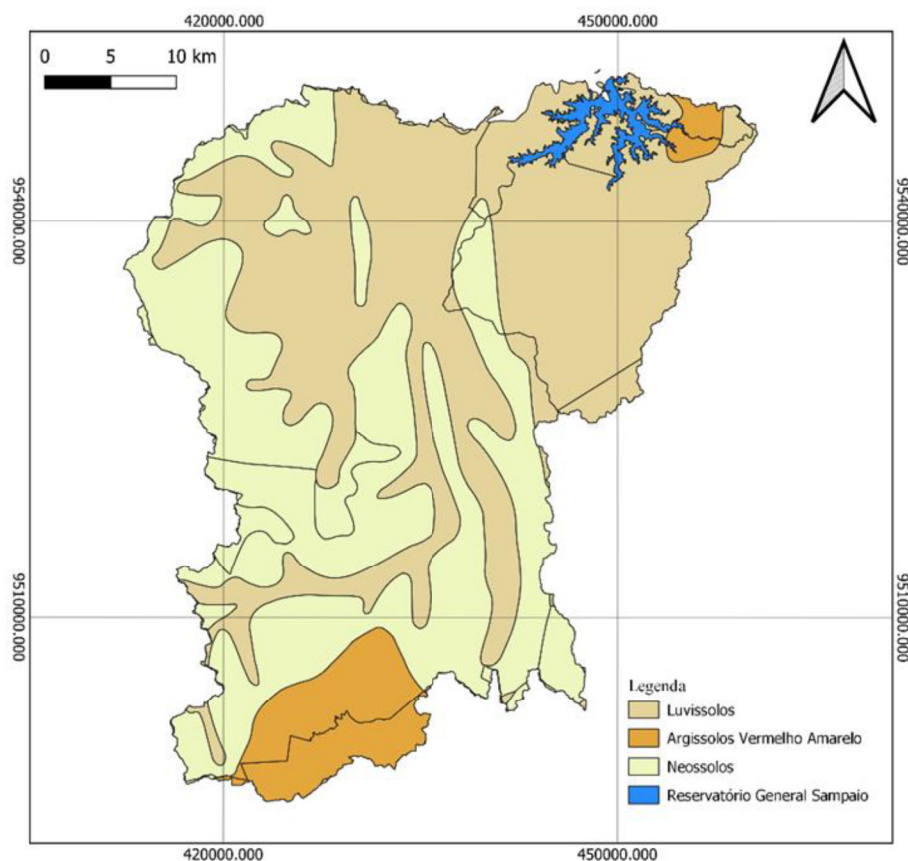 420000.000 450000.000
0 5 10 km
9540000.000 9540000.000
9510000.000 9510000.000
Legenda
Luvissolos
Argissolos Vermelho Amarelo
Neossolos
Reservatório General Sampaio
420000.000 450000.000